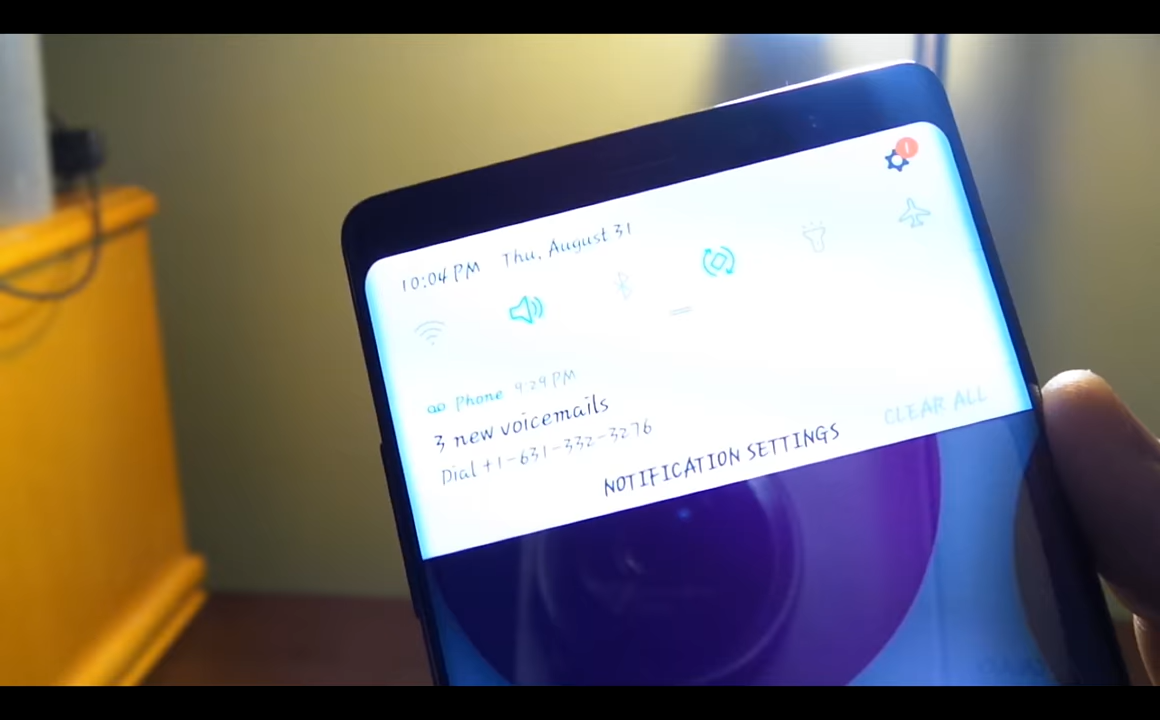 10:04 PM Thu, August 31
Phone 9:29 PM
3 new voicemails
Dial +1-631-332-3276
NOTIFICATION SETTINGS
CLEAR ALL